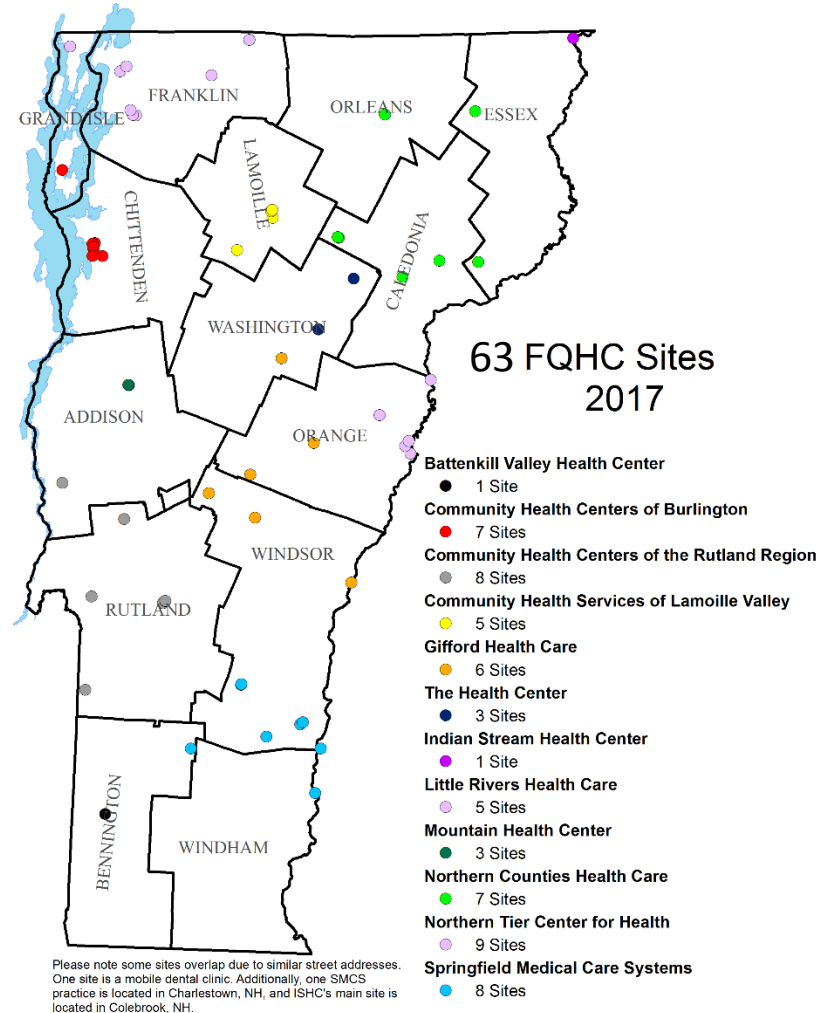 FRANKLIN
ORLEANS
ESSEX
GRAND ISLE
LAMOILLE
CHITTENDEN
CALEDONIA
WASHINGTON
63 FQHC Sites
2017
ADDISON
ORANGE
Battenkill Valley Health Center
1 Site
Community Health Centers of Burlington
7 Sites
WINDSOR
Community Health Centers of the Rutland Region
8 Sites
RUTLAND
Community Health Services of Lamoille Valley
5 Sites
Gifford Health Care
6 Sites
The Health Center
3 Sites
Indian Stream Health Center
1 Site
Little Rivers Health Care
5 Sites
BENNINGTON
WINDHAM
Mountain Health Center
3 Sites
Northern Counties Health Care
7 Sites
Northern Tier Center for Health
9 Sites
Springfield Medical Care Systems
8 Sites
Please note some sites overlap due to similar street addresses.
One site is a mobile dental clinic. Additionally, one SMCS
practice is located in Charlestown, NH, and ISHC's main site is
located in Colebrook, NH.